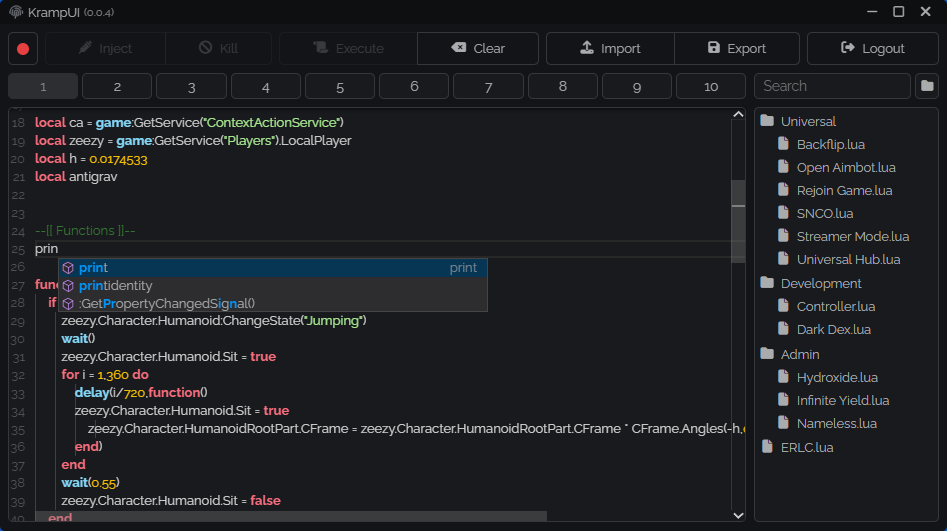 KrampUI (0.0.4)
Inject Kill Execute Clear Import Export Logout
1 2 3 4 5 6 7 8 9 10 Search
18 local ca = game:GetService("ContextActionService")
19 local zeezy = game:GetService("Players").LocalPlayer
20 local h = 0.0174533
21 local antigrav
22
23
24 --[[ Functions ]]--
25 prin
26
print print
printidentity
:GetPropertyChangedSignal()
27 fun
28 if
29 zeezy.Character.Humanoid:ChangeState("Jumping")
30 wait()
31 zeezy.Character.Humanoid.Sit = true
32 for i = 1,360 do
33 delay(i/720,function()
34 zeezy.Character.Humanoid.Sit = true
35 zeezy.Character.HumanoidRootPart.CFrame = zeezy.Character.HumanoidRootPart.CFrame * CFrame.Angles(-h,
36 end)
37 end
38 wait(0.55)
39 zeezy.Character.Humanoid.Sit = false
40 end
Universal
Backflip.lua
Open Aimbot.lua
Rejoin Game.lua
SNCO.lua
Streamer Mode.lua
Universal Hub.lua
Development
Controller.lua
Dark Dex.lua
Admin
Hydroxide.lua
Infinite Yield.lua
Nameless.lua
ERLC.lua